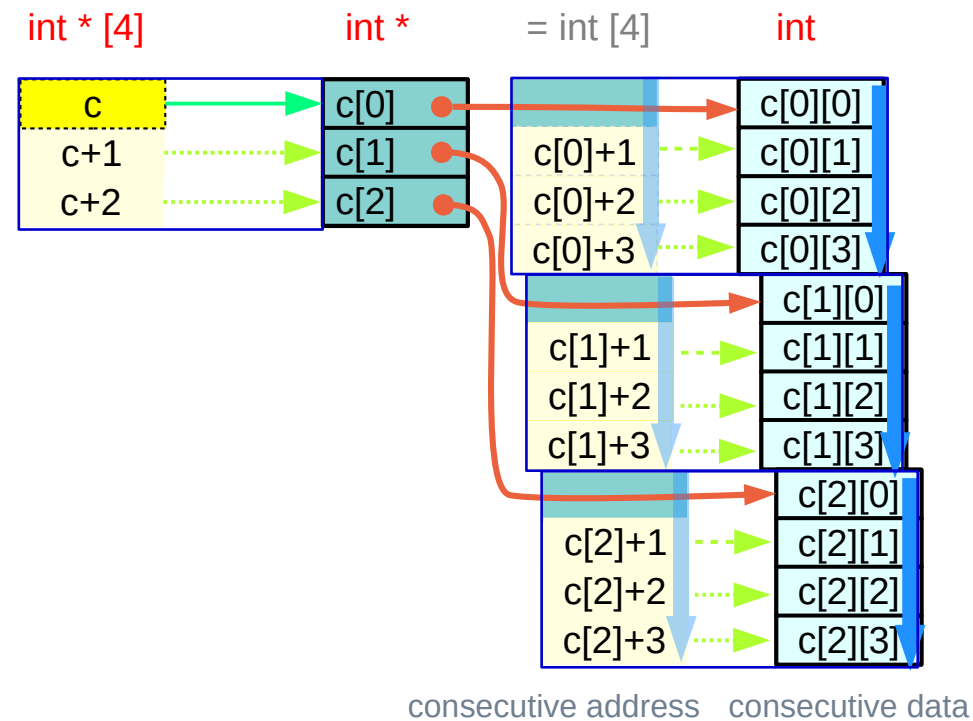 int * [4] int * = int [4] int
c c[0] c[0][0]
c+1 c[1] c[0]+1 c[0][1]
c+2 c[2] c[0]+2 c[0][2]
c[0]+3 c[0][3]
c[1][0]
c[1]+1 c[1][1]
c[1]+2 c[1][2]
c[1]+3 c[1][3]
c[2][0]
c[2]+1 c[2][1]
c[2]+2 c[2][2]
c[2]+3 c[2][3]
consecutive address consecutive data